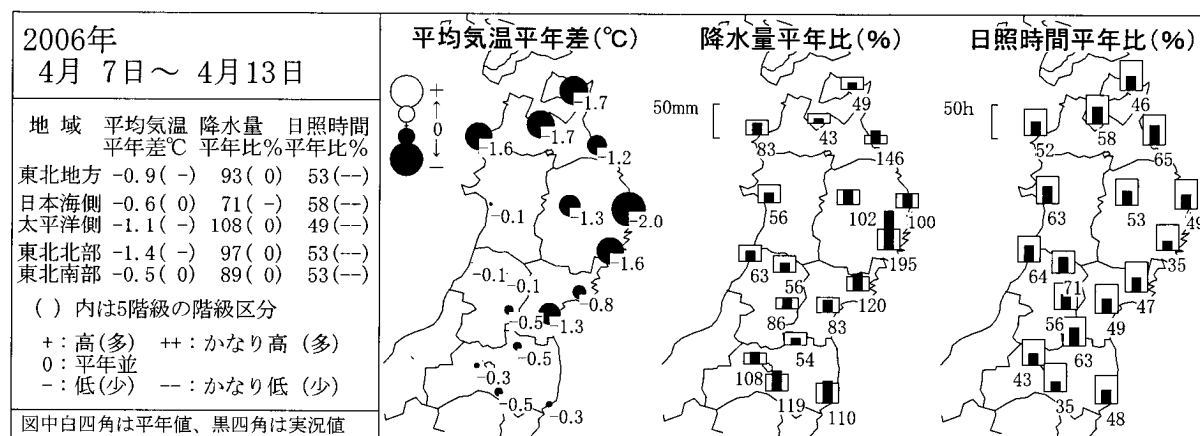 2006年
4月 7日〜 4月13日
地 域 平均気温 降水量 日照時間
平年差℃ 平年比% 平年比%
東北地方 -0.9( -) 93( 0) 53(--)
日本海側 -0.6( 0) 71( -) 58(--)
太平洋側 -1.1( -) 108( 0) 49(--)
東北北部 -1.4( -) 97( 0) 53(--)
東北南部 -0.5( 0) 89( 0) 53(--)
( ) 内は5階級の階級区分
+:高(多) ++:かなり高 (多)
0:平年並
-:低(少) --:かなり低 (少)
図中白四角は平年値、黒四角は実況値
平均気温平年差(℃)
+
↑
0
↓
-
-1.7
-1.7
-1.6
-1.2
-0.1
-1.3
-2.0
-1.6
-0.1
-0.1
-0.8
-0.5
-1.3
-0.5
-0.3
-0.5
-0.3
降水量平年比(%)
50mm
49
83
43
146
56
102
100
195
63
56
120
86
83
54
108
119
110
日照時間平年比(%)
50h
46
52
58
65
63
53
49
35
64
71
47
56
49
63
43
35
48